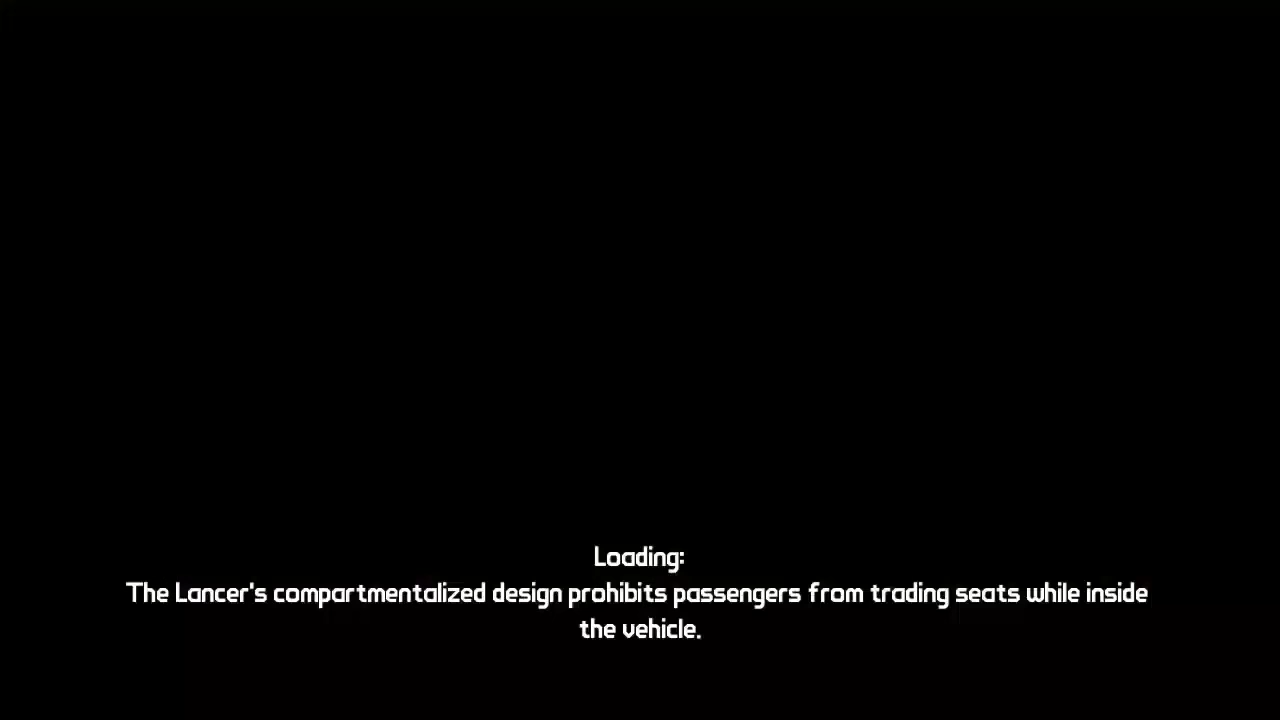 Loading:
The Lancer's compartmentalized design prohibits passengers from trading seats while inside
the vehicle.